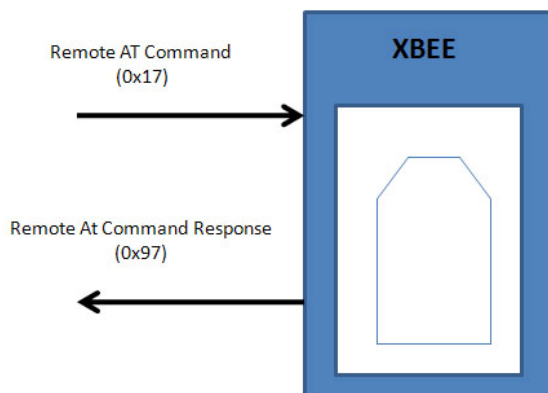 Remote AT Command
(0x17)
XBEE
Remote At Command Response
(0x97)